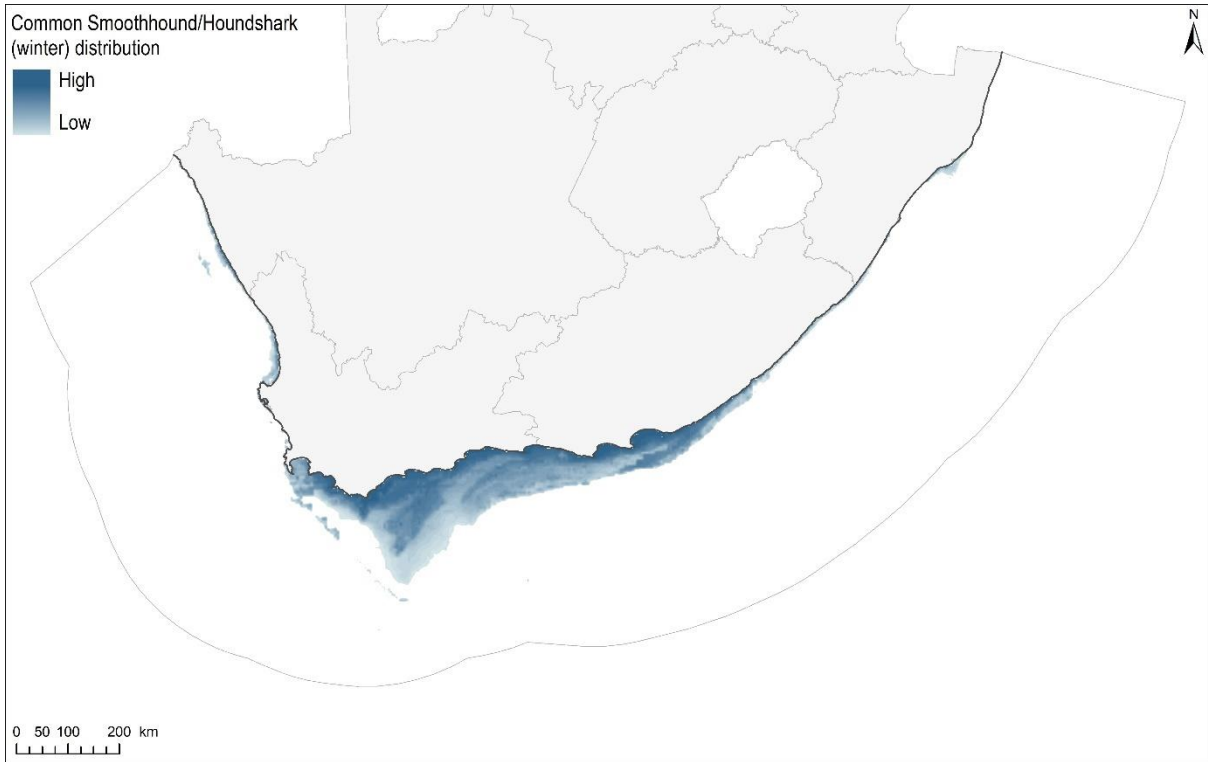 Common Smoothhound/Houndshark
(winter) distribution
High
Low
N
0 50 100 200 km